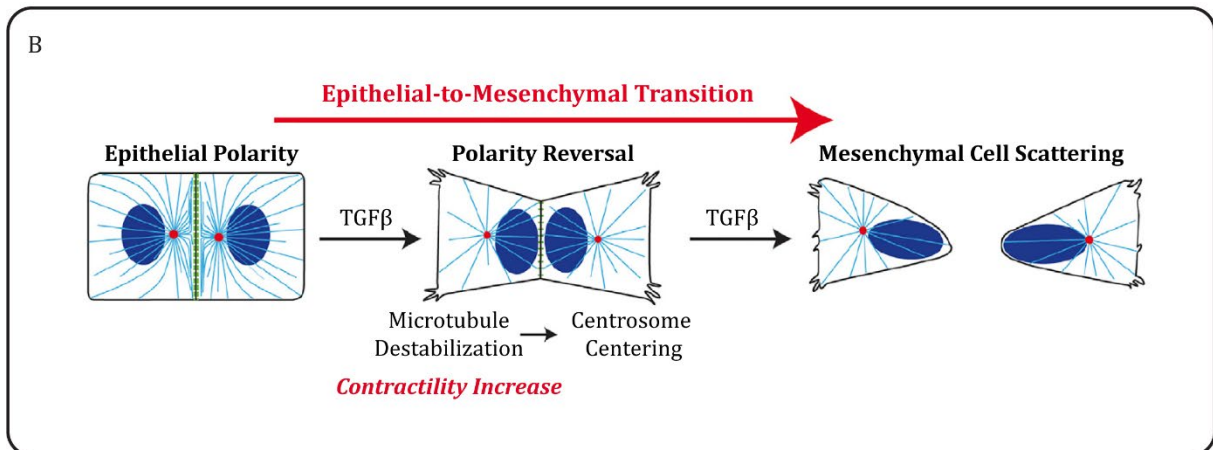 B
Epithelial-to-Mesenchymal Transition
Epithelial Polarity
Polarity Reversal
Mesenchymal Cell Scattering
TGFβ
TGFβ
Microtubule
Destabilization
Centrosome
Centering
Contractility Increase